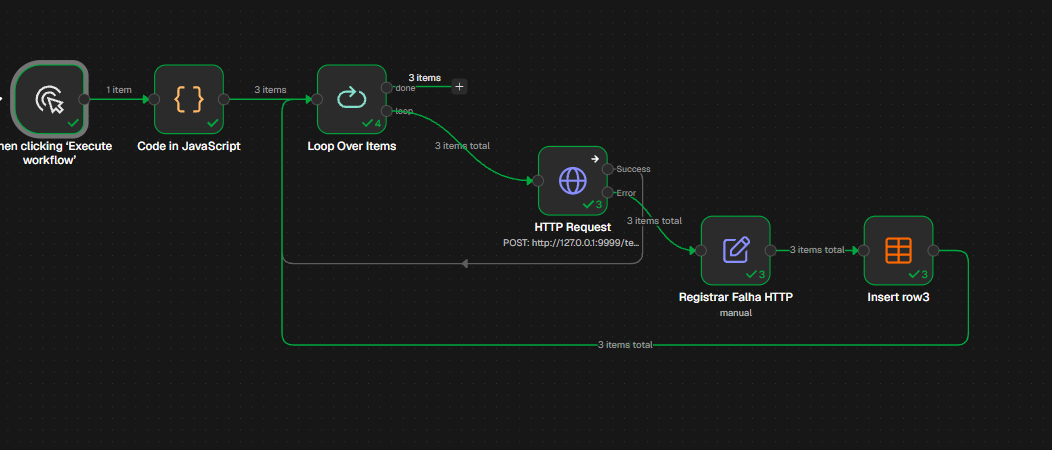 1 item
3 items
3 items
done
loop
4
hen clicking ‘Execute
workflow’
Code in JavaScript
Loop Over Items
3 items total
Success
Error
3
HTTP Request
POST: http://127.0.0.1:9999/te...
3 items total
3 items total
3
3
Registrar Falha HTTP
manual
Insert row3
3 items total